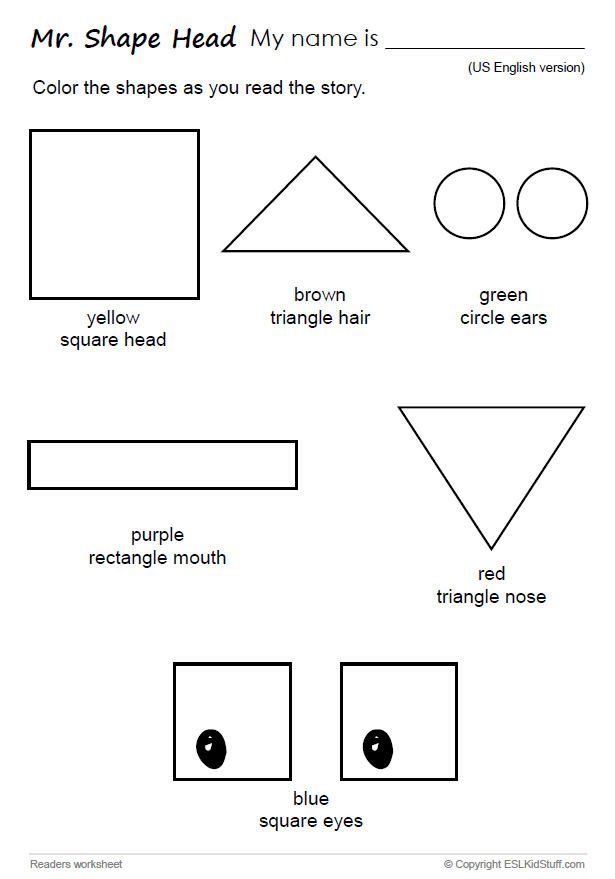 Mr. Shape Head My name is
(US English version)
Color the shapes as you read the story.
yellow
square head
brown
triangle hair
green
circle ears
purple
rectangle mouth
red
triangle nose
blue
square eyes
Readers worksheet
© Copyright ESLKidStuff.com